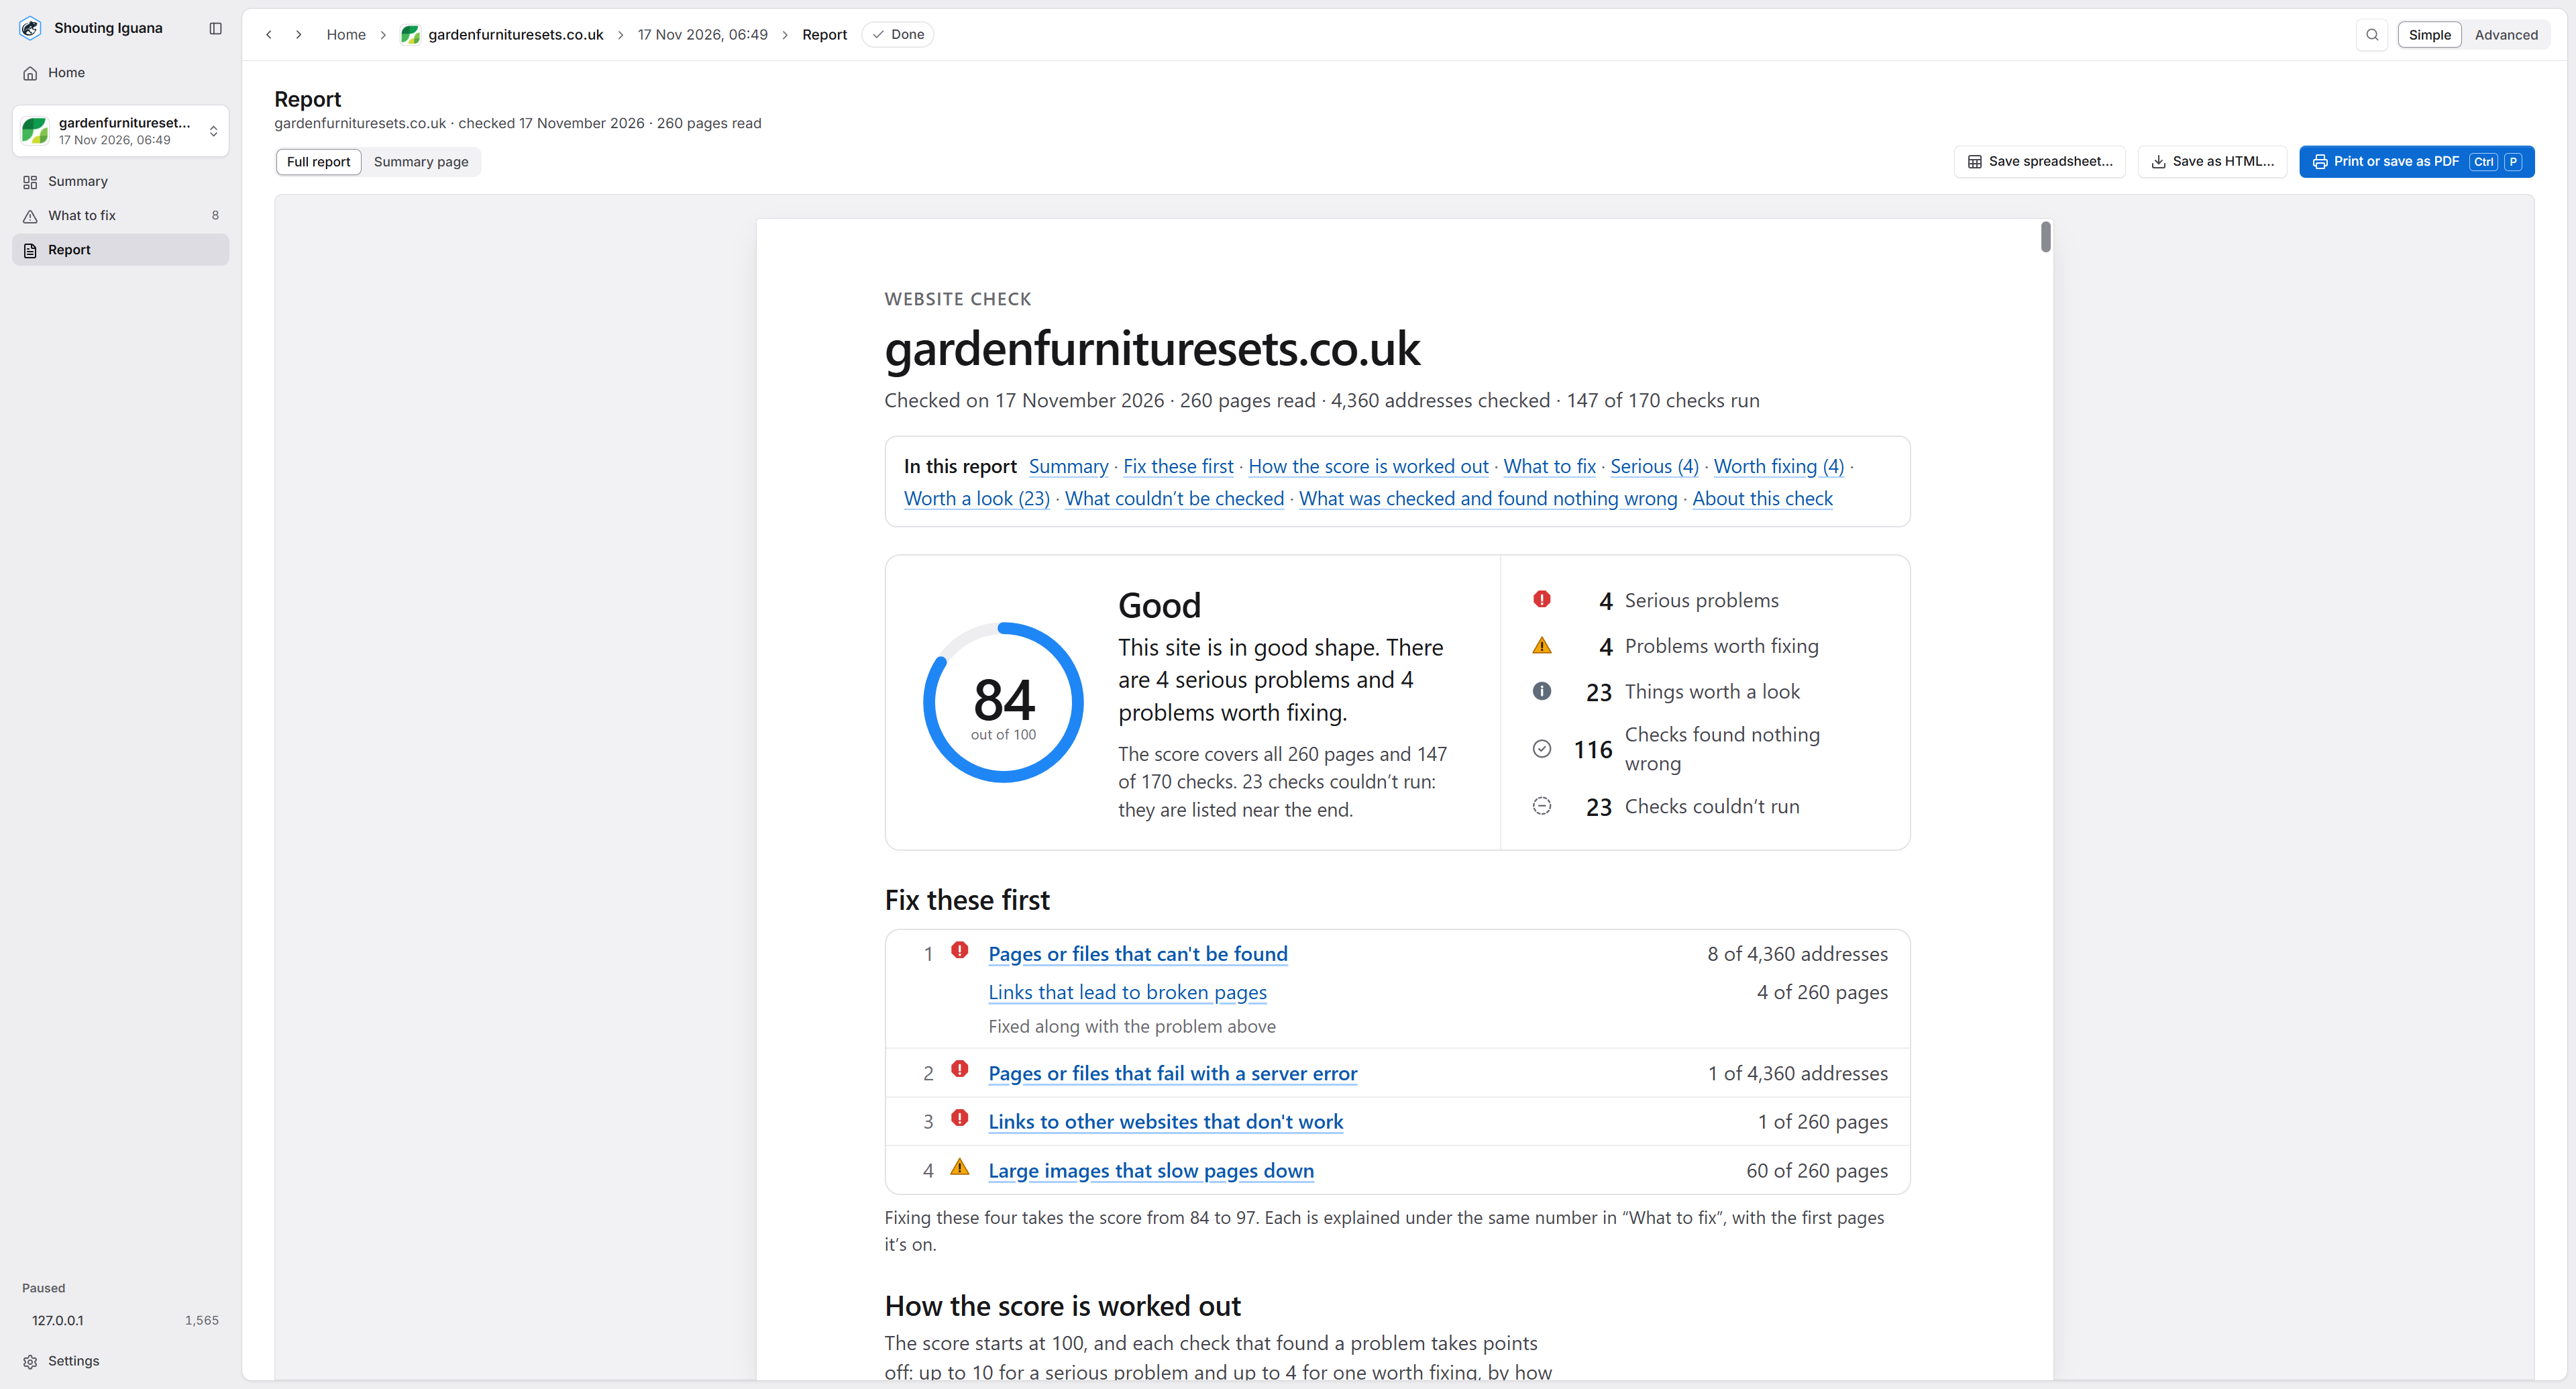 Shouting Iguana
Home
gardenfurnitureset...
17 Nov 2026, 06:49
Summary
What to fix 8
Report
Paused
127.0.0.1 1,565
Settings
Home > gardenfurnituresets.co.uk > 17 Nov 2026, 06:49 > Report Done
Simple Advanced
Report
gardenfurnituresets.co.uk · checked 17 November 2026 · 260 pages read
Full report Summary page
Save spreadsheet... Save as HTML... Print or save as PDF Ctrl P
WEBSITE CHECK
gardenfurnituresets.co.uk
Checked on 17 November 2026 · 260 pages read · 4,360 addresses checked · 147 of 170 checks run
In this report Summary · Fix these first · How the score is worked out · What to fix · Serious (4) · Worth fixing (4) ·
Worth a look (23) · What couldn’t be checked · What was checked and found nothing wrong · About this check
84
out of 100
Good
This site is in good shape. There
are 4 serious problems and 4
problems worth fixing.
The score covers all 260 pages and 147
of 170 checks. 23 checks couldn’t run:
they are listed near the end.
4 Serious problems
4 Problems worth fixing
23 Things worth a look
116 Checks found nothing
wrong
23 Checks couldn’t run
Fix these first
1 Pages or files that can't be found 8 of 4,360 addresses
Links that lead to broken pages 4 of 260 pages
Fixed along with the problem above
2 Pages or files that fail with a server error 1 of 4,360 addresses
3 Links to other websites that don't work 1 of 260 pages
4 Large images that slow pages down 60 of 260 pages
Fixing these four takes the score from 84 to 97. Each is explained under the same number in “What to fix”, with the first pages
it’s on.
How the score is worked out
The score starts at 100, and each check that found a problem takes points
off: up to 10 for a serious problem and up to 4 for one worth fixing, by how